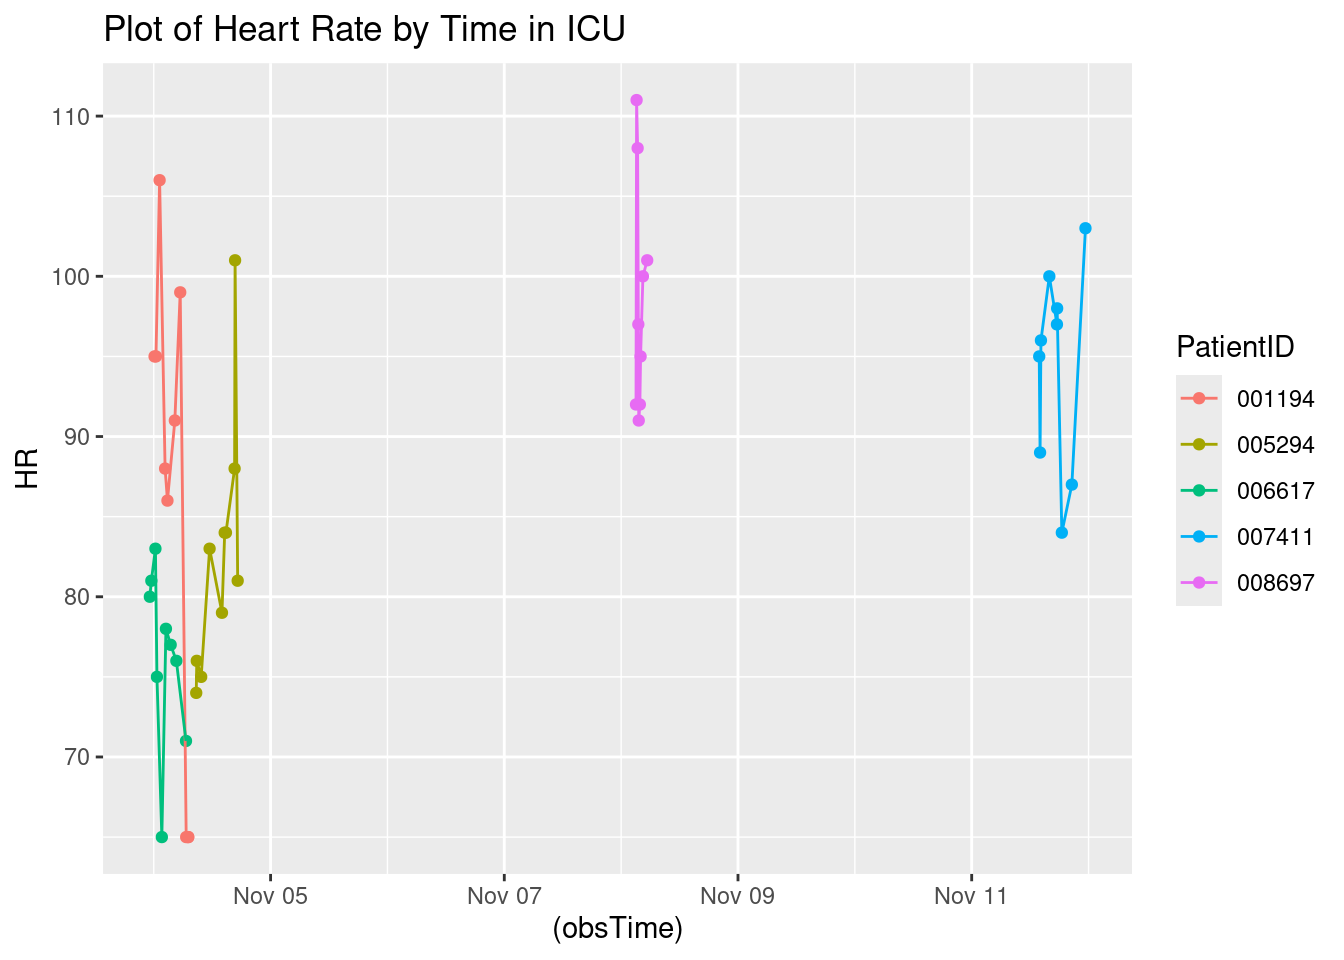 Plot of Heart Rate by Time in ICU
HR
110
100
90
80
70
Nov 05
Nov 07
Nov 09
Nov 11
(obsTime)
PatientID
001194
005294
006617
007411
008697